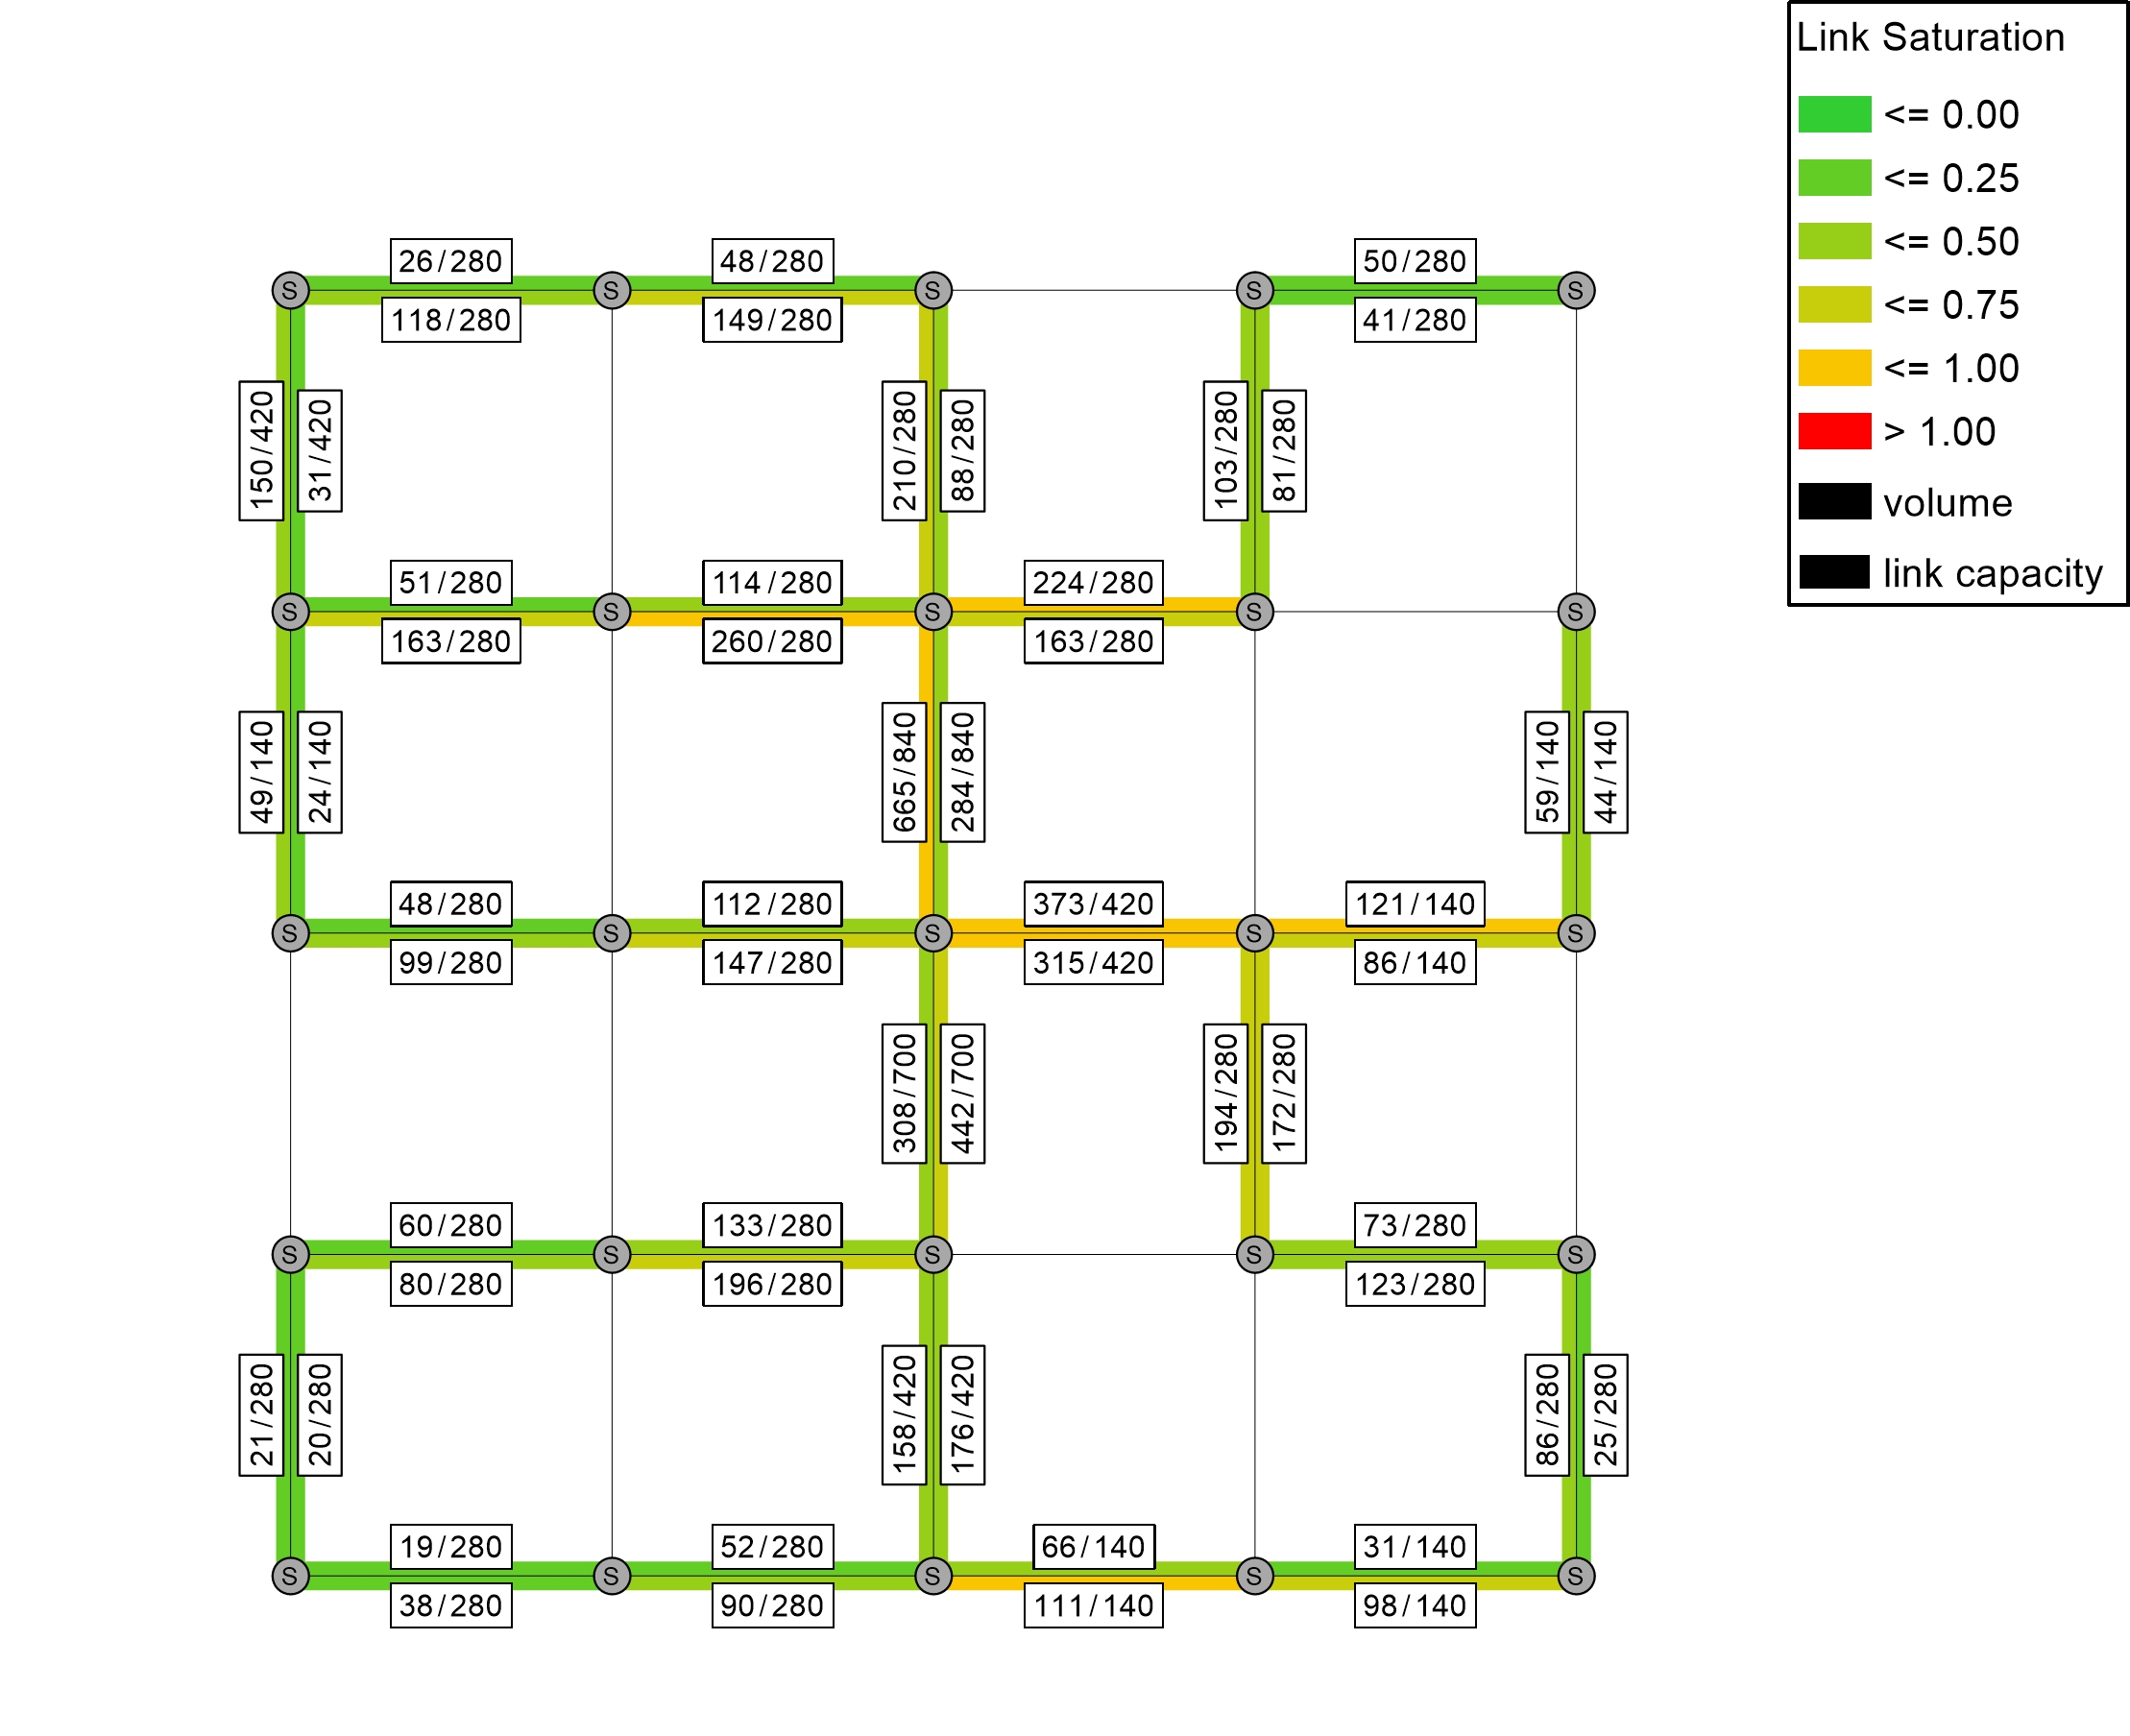 Link Saturation
<= 0.00
<= 0.25
<= 0.50
<= 0.75
<= 1.00
> 1.00
volume
link capacity
26/280
48/280
50/280
S
S
S
S
S
118/280
149/280
41/280
150/420
31/420
210/280
88/280
103/280
81/280
51/280
114/280
224/280
S
S
S
S
S
163/280
260/280
163/280
49/140
24/140
665/840
284/840
59/140
44/140
48/280
112/280
373/420
121/140
S
S
S
S
S
99/280
147/280
315/420
86/140
308/700
442/700
194/280
172/280
60/280
133/280
73/280
S
S
S
S
S
80/280
196/280
123/280
21/280
20/280
158/420
176/420
86/280
25/280
19/280
52/280
66/140
31/140
S
S
S
S
S
38/280
90/280
111/140
98/140